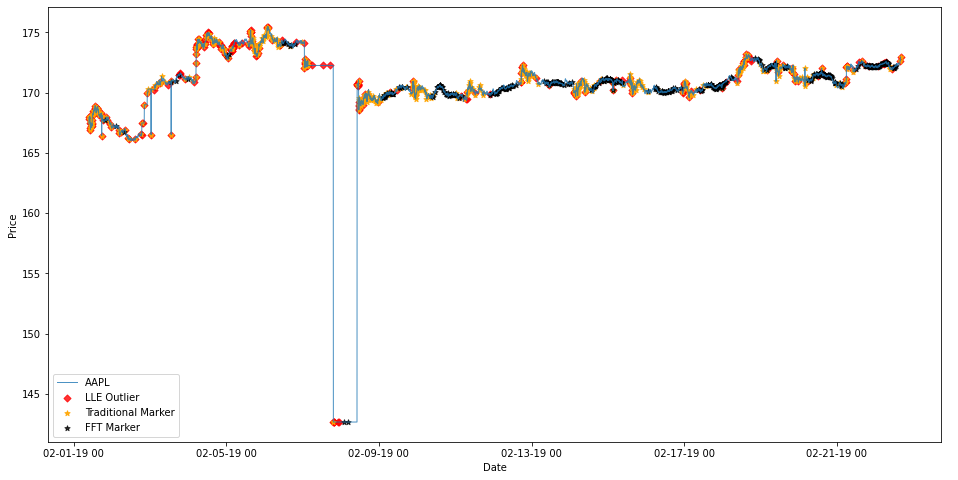 175
170
165
160
155
150
145
Price
AAPL
LLE Outlier
Traditional Marker
FFT Marker
02-01-19 00
02-05-19 00
02-09-19 00
02-13-19 00
02-17-19 00
02-21-19 00
Date